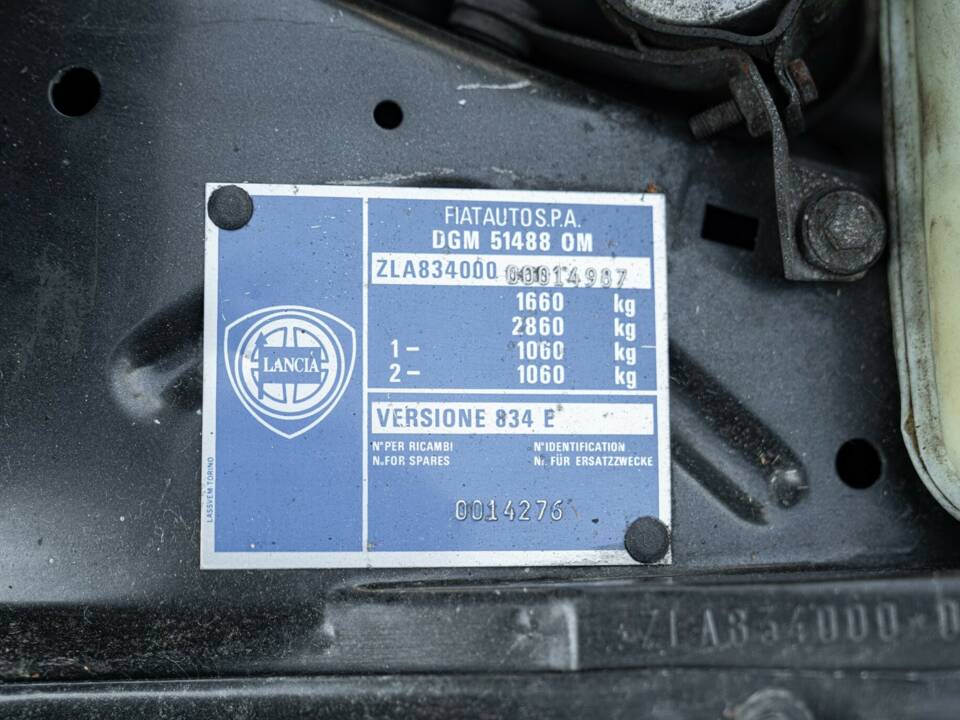 FIATAUTO S.P.A.
DGM 51488 OM
ZLA834000 00014987
1660 kg
2860 kg
1– 1060 kg
2– 1060 kg
LANCIA
VERSIONE 834 E
N° PER RICAMBI N° IDENTIFICATION
N. FOR SPARES Nr. FÜR ERSATZZWECKE
0014276
LASSVEM-TORINO
ZLA834000